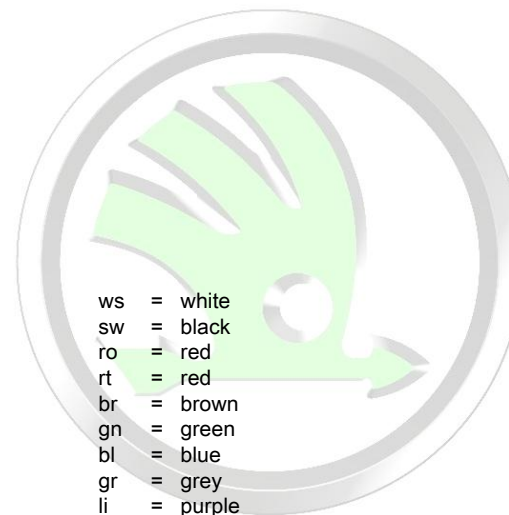 ws = white
sw = black
ro = red
rt = red
br = brown
gn = green
bl = blue
gr = grey
li = purple